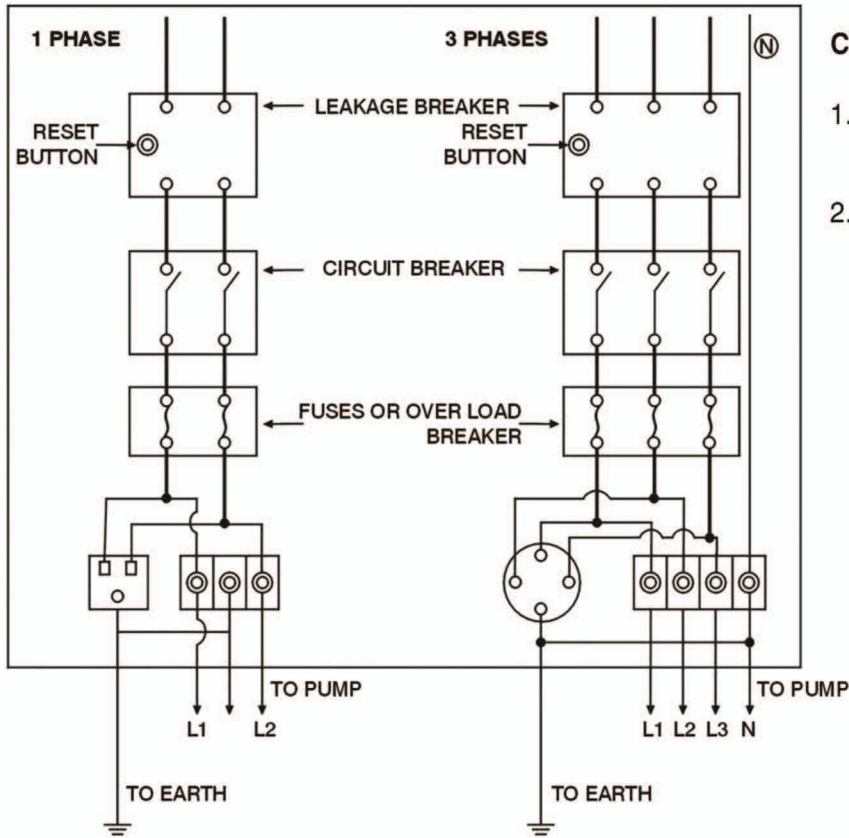 1 PHASE
3 PHASES
N
C
1.
2.
LEAKAGE BREAKER
RESET
BUTTON
RESET
BUTTON
CIRCUIT BREAKER
FUSES OR OVER LOAD
BREAKER
TO PUMP
L1
L2
TO PUMP
L1 L2 L3 N
TO EARTH
TO EARTH